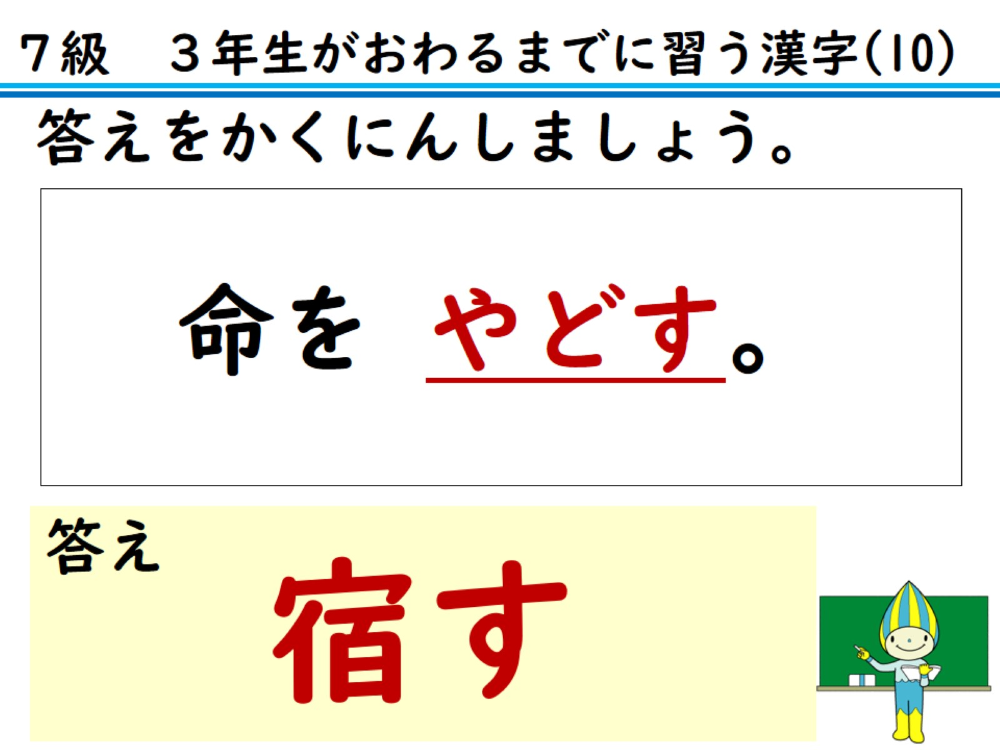 ７級　３年生がおわるまでに習う漢字(10)
答えをかくにんしましょう。
命を　やどす。
答え
宿す